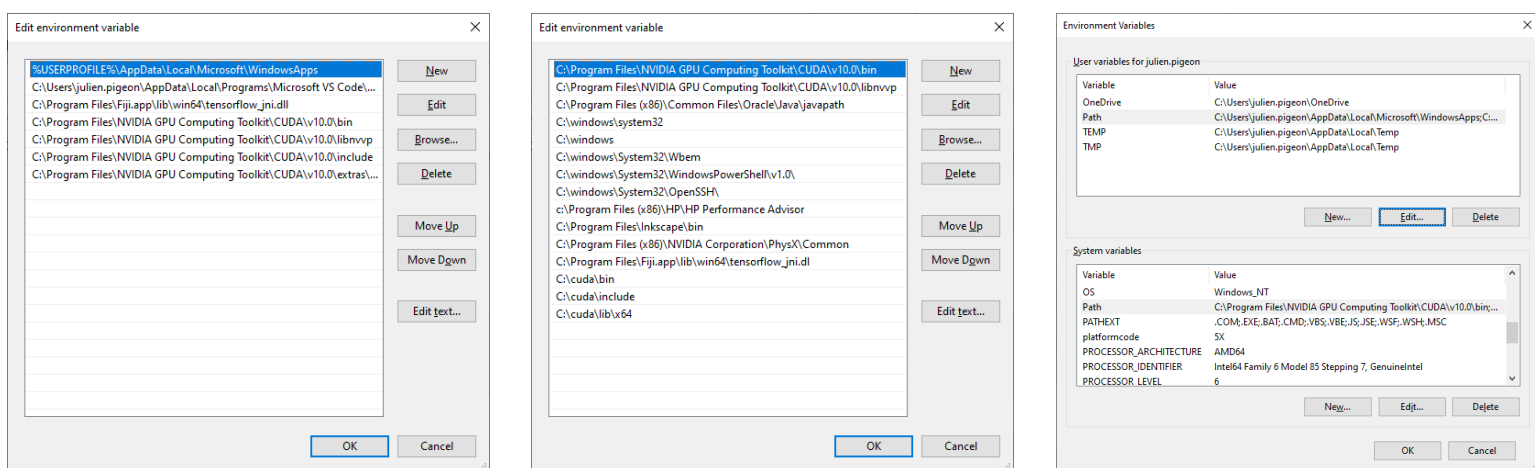 Edit environment variable
%USERPROFILE%\AppData\Local\Microsoft\WindowsApps
C:\Users\julien.pigeon\AppData\Local\Programs\Microsoft VS Code\...
C:\Program Files\Fiji.app\lib\win64\tensorflow_jni.dll
C:\Program Files\NVIDIA GPU Computing Toolkit\CUDA\v10.0\bin
C:\Program Files\NVIDIA GPU Computing Toolkit\CUDA\v10.0\libnvvp
C:\Program Files\NVIDIA GPU Computing Toolkit\CUDA\v10.0\include
C:\Program Files\NVIDIA GPU Computing Toolkit\CUDA\v10.0\extras\...
New
Edit
Browse...
Delete
Move Up
Move Down
Edit text...
OK Cancel
Edit environment variable
C:\Program Files\NVIDIA GPU Computing Toolkit\CUDA\v10.0\bin
C:\Program Files\NVIDIA GPU Computing Toolkit\CUDA\v10.0\libnvvp
C:\Program Files (x86)\Common Files\Oracle\Java\javapath
C:\windows\system32
C:\windows
C:\windows\System32\Wbem
C:\windows\System32\WindowsPowerShell\v1.0\
C:\windows\System32\OpenSSH\
c:\Program Files (x86)\HP\HP Performance Advisor
C:\Program Files\Inkscape\bin
C:\Program Files (x86)\NVIDIA Corporation\PhysX\Common
C:\Program Files\Fiji.app\lib\win64\tensorflow_jni.dl
C:\cuda\bin
C:\cuda\include
C:\cuda\lib\x64
New
Edit
Browse...
Delete
Move Up
Move Down
Edit text...
OK Cancel
Environment Variables
User variables for julien.pigeon
Variable Value
OneDrive C:\Users\julien.pigeon\OneDrive
Path C:\Users\julien.pigeon\AppData\Local\Microsoft\WindowsApps;C:...
TEMP C:\Users\julien.pigeon\AppData\Local\Temp
TMP C:\Users\julien.pigeon\AppData\Local\Temp
New... Edit... Delete
System variables
Variable Value
OS Windows_NT
Path C:\Program Files\NVIDIA GPU Computing Toolkit\CUDA\v10.0\bin;...
PATHEXT .COM;.EXE;.BAT;.CMD;.VBS;.VBE;.JS;.JSE;.WSF;.WSH;.MSC
platformcode 5X
PROCESSOR_ARCHITECTURE AMD64
PROCESSOR_IDENTIFIER Intel64 Family 6 Model 85 Stepping 7, GenuineIntel
PROCESSOR_LEVEL 6
New... Edit... Delete
OK Cancel